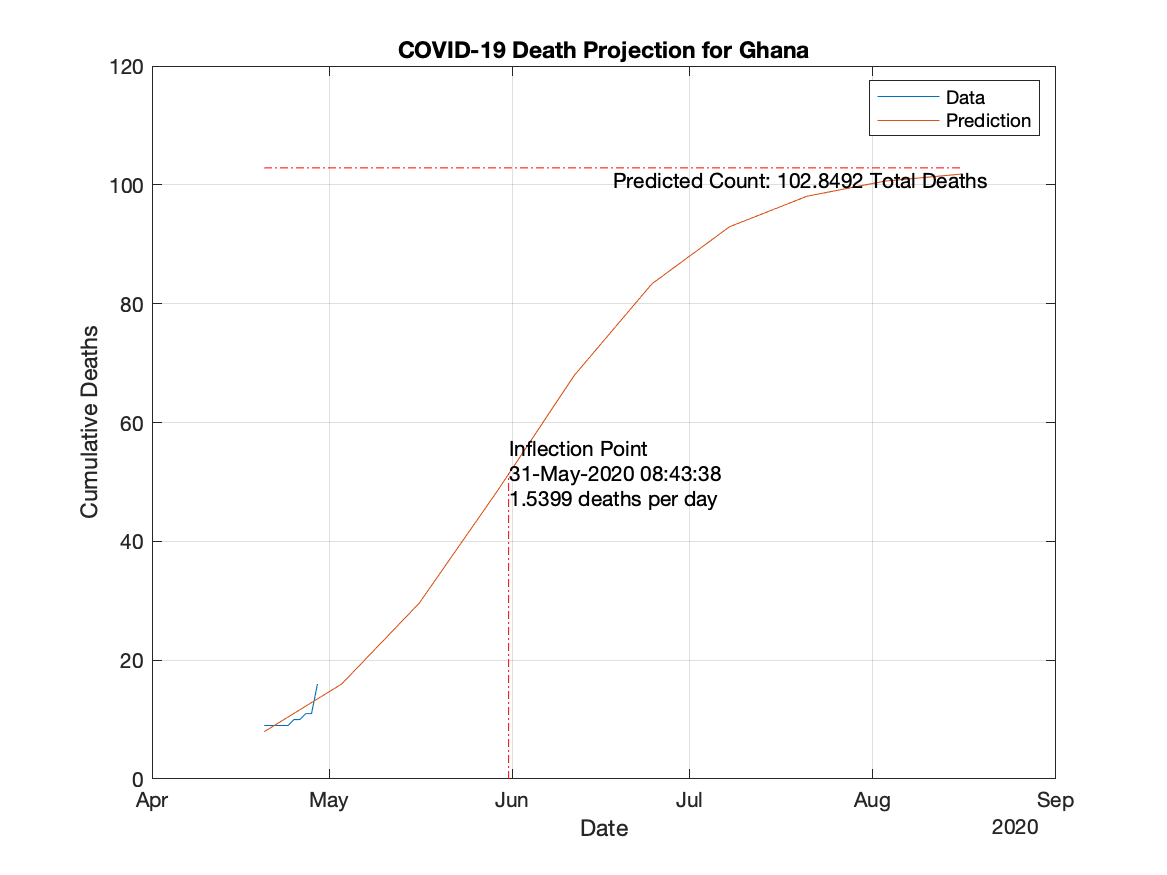 COVID-19 Death Projection for Ghana
120
100
80
60
40
20
0
Cumulative Deaths
Data
Prediction
Predicted Count: 102.8492 Total Deaths
Inflection Point
31-May-2020 08:43:38
1.5399 deaths per day
Apr May Jun Jul Aug Sep
Date
2020